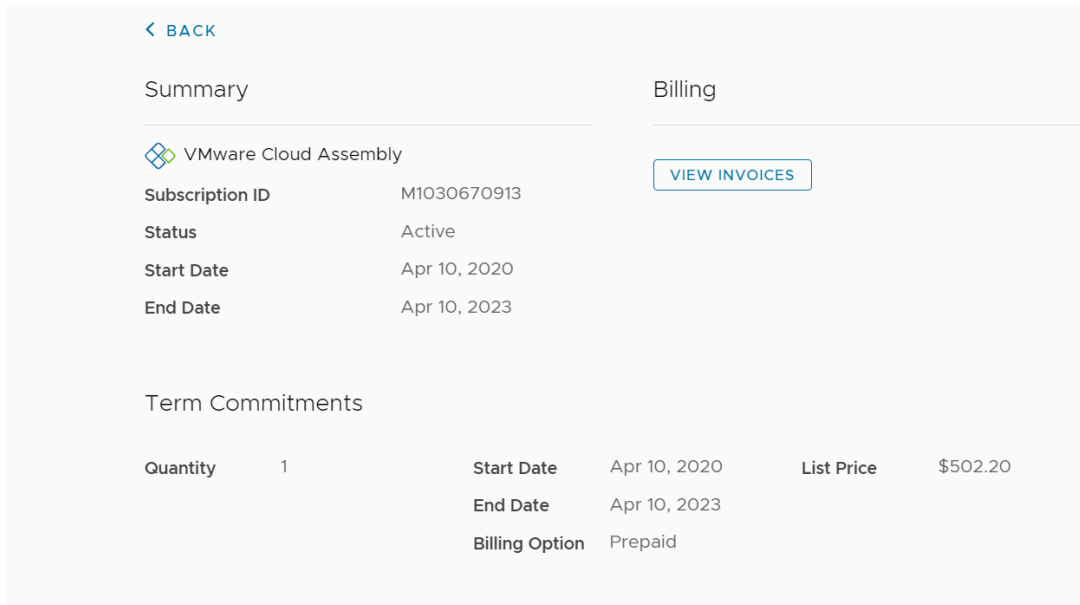 BACK
Summary
Billing
VMware Cloud Assembly
VIEW INVOICES
Subscription ID M1030670913
Status Active
Start Date Apr 10, 2020
End Date Apr 10, 2023
Term Commitments
Quantity 1 Start Date Apr 10, 2020 List Price $502.20
End Date Apr 10, 2023
Billing Option Prepaid